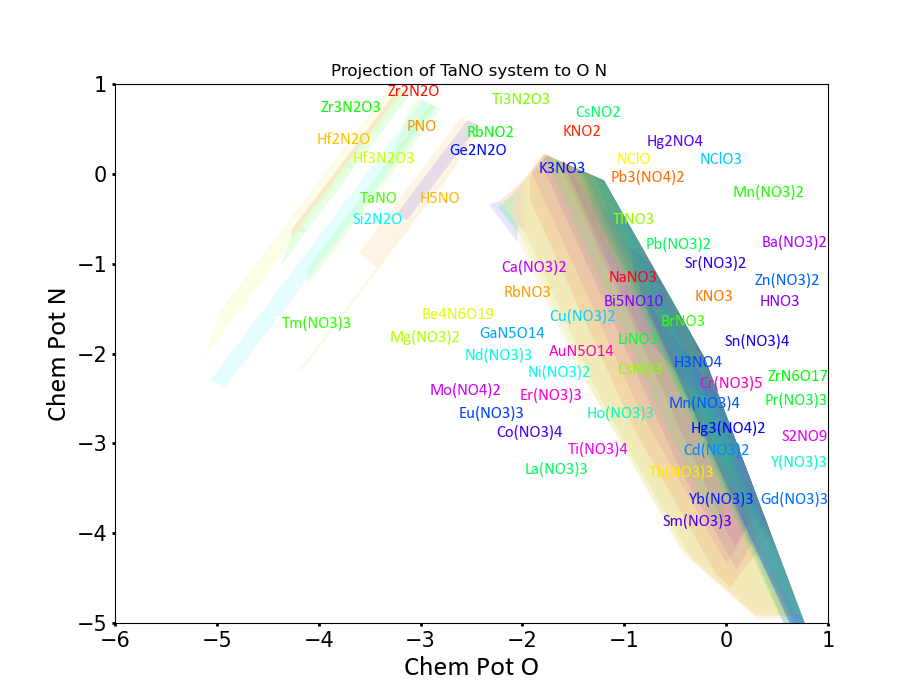 Projection of TaNO system to O N
Zr2N2O
Ti3N2O3
Zr3N2O3
CsNO2
PNO
KNO2
RbNO2
Hf2N2O
Hg2NO4
Ge2N2O
Hf3N2O3
NClO
NClO3
K3NO3
Pb3(NO4)2
Mn(NO3)2
TaNO
H5NO
Si2N2O
TlNO3
Pb(NO3)2
Ba(NO3)2
Ca(NO3)2
Sr(NO3)2
NaNO3
Zn(NO3)2
RbNO3
KNO3
Bi5NO10
HNO3
Be4N6O19
Cu(NO3)2
Tm(NO3)3
BrNO3
Mg(NO3)2
GaN5O14
LiNO3
Sn(NO3)4
Nd(NO3)3
AuN5O14
H3NO4
Ni(NO3)2
CsNO3
ZrN6O17
Cr(NO3)5
Mo(NO4)2
Er(NO3)3
Mn(NO3)4
Pr(NO3)3
Eu(NO3)3
Ho(NO3)3
Co(NO3)4
Hg3(NO4)2
S2NO9
Ti(NO3)4
Cd(NO3)2
La(NO3)3
Tb(NO3)3
Y(NO3)3
Yb(NO3)3
Gd(NO3)3
Sm(NO3)3
1
0
−1
−2
−3
−4
−5
Chem Pot N
−6
−5
−4
−3
−2
−1
0
1
Chem Pot O